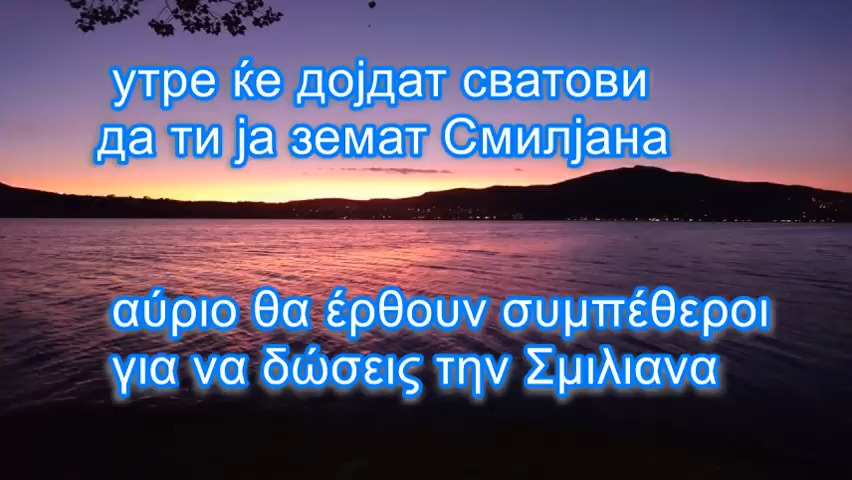 утре ќе дојдат сватови
да ти ја земат Смилјана
αύριο θα έρθουν συμπέθεροι
για να δώσεις την Σμιλιανα